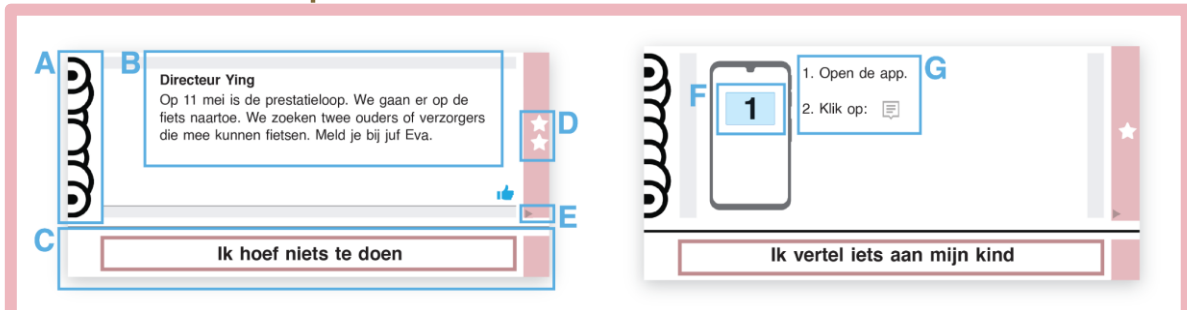 A
B
Directeur Ying
Op 11 mei is de prestatieloop. We gaan er op de
fiets naartoe. We zoeken twee ouders of verzorgers
die mee kunnen fietsen. Meld je bij juf Eva.
D
E
C
Ik hoef niets te doen
F
1
1. Open de app.
2. Klik op:
G
Ik vertel iets aan mijn kind